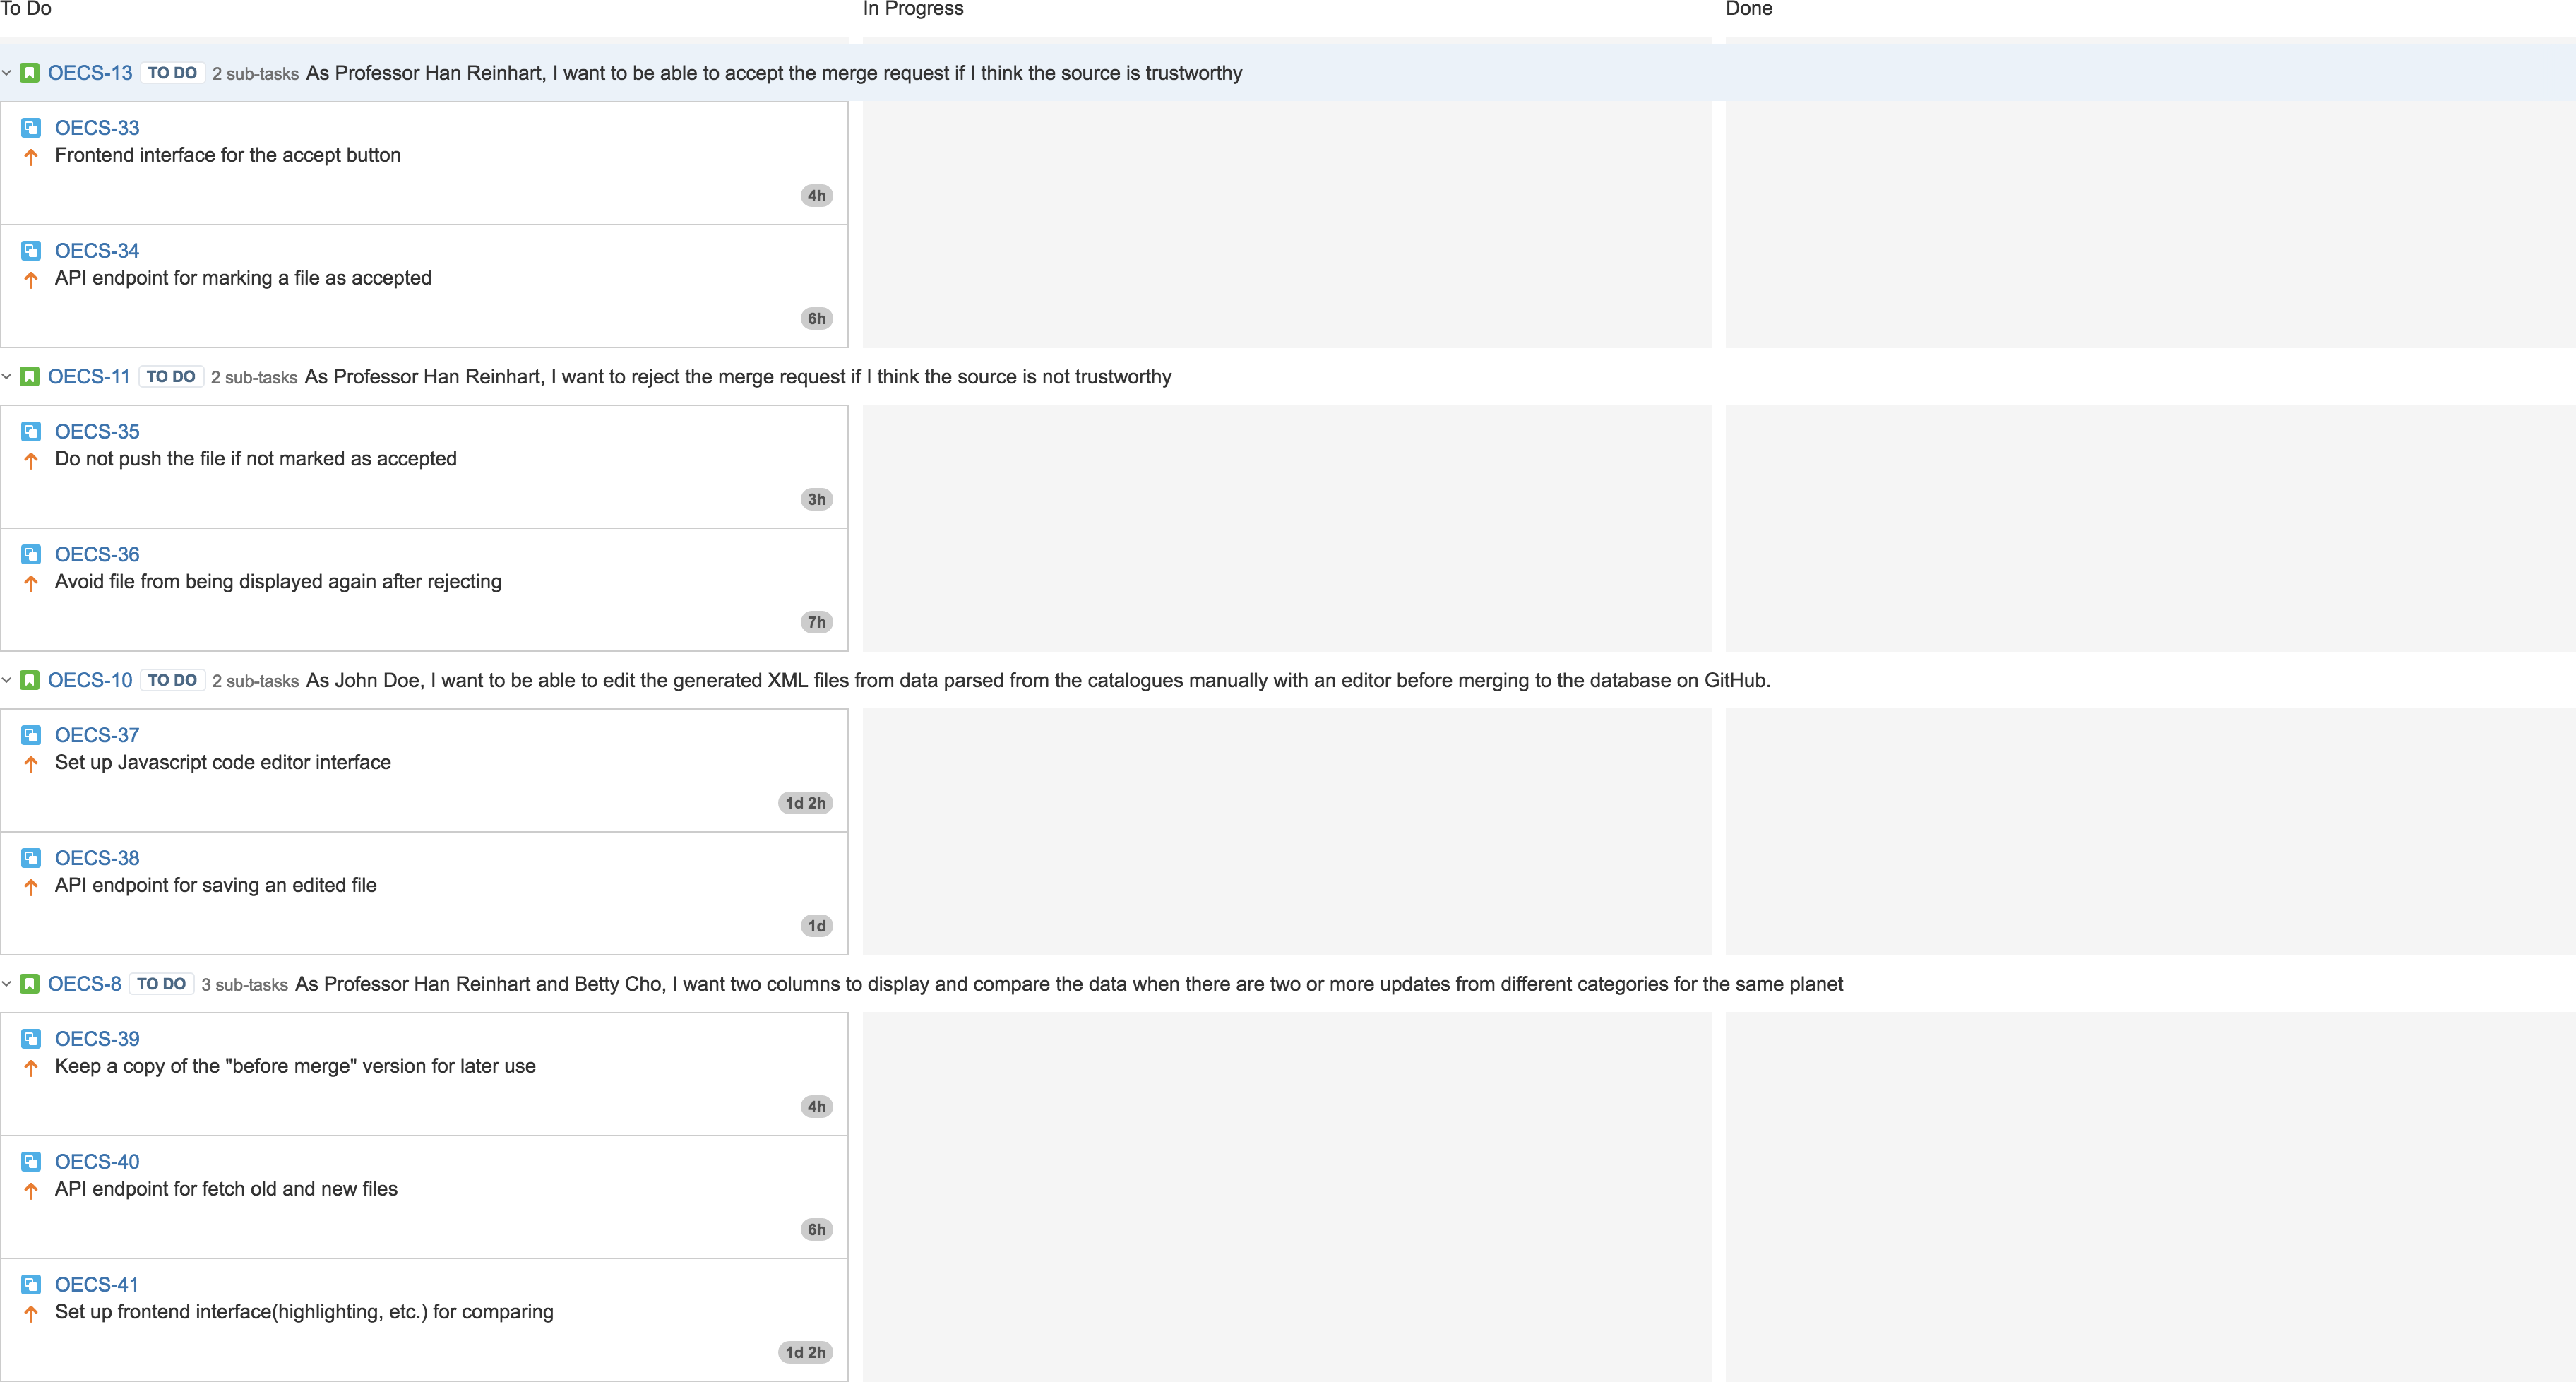 To Do In Progress Done
OECS-13 TO DO 2 sub-tasks As Professor Han Reinhart, I want to be able to accept the merge request if I think the source is trustworthy
OECS-33
Frontend interface for the accept button
4h
OECS-34
API endpoint for marking a file as accepted
6h
OECS-11 TO DO 2 sub-tasks As Professor Han Reinhart, I want to reject the merge request if I think the source is not trustworthy
OECS-35
Do not push the file if not marked as accepted
3h
OECS-36
Avoid file from being displayed again after rejecting
7h
OECS-10 TO DO 2 sub-tasks As John Doe, I want to be able to edit the generated XML files from data parsed from the catalogues manually with an editor before merging to the database on GitHub.
OECS-37
Set up Javascript code editor interface
1d 2h
OECS-38
API endpoint for saving an edited file
1d
OECS-8 TO DO 3 sub-tasks As Professor Han Reinhart and Betty Cho, I want two columns to display and compare the data when there are two or more updates from different categories for the same planet
OECS-39
Keep a copy of the "before merge" version for later use
4h
OECS-40
API endpoint for fetch old and new files
6h
OECS-41
Set up frontend interface(highlighting, etc.) for comparing
1d 2h